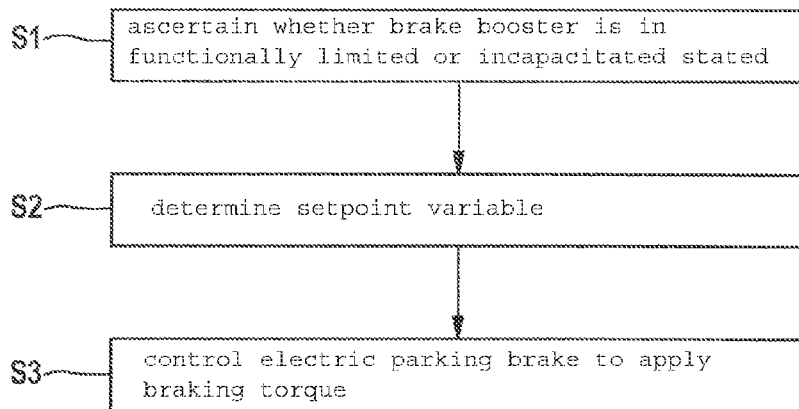 S1
ascertain whether brake booster is in
functionally limited or incapacitated stated
S2
determine setpoint variable
S3
control electric parking brake to apply
braking torque